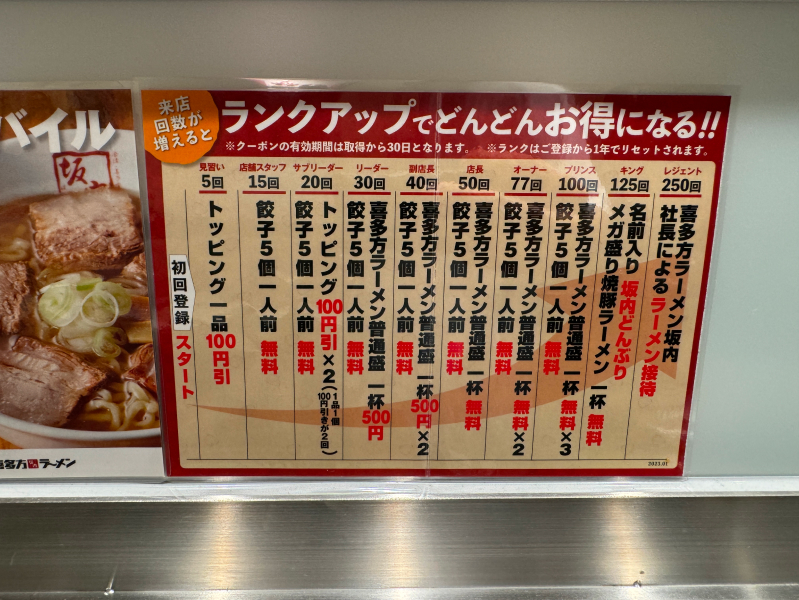 バイル
坂
喜多方ラーメン
来店
回数が
増えると
ランクアップでどんどんお得になる!!
※クーポンの有効期間は取得から30日となります。 ※ランクはご登録から1年でリセットされます。
初回登録 スタート
見習い
5回
トッピング一品100円引
店舗スタッフ
15回
餃子5個一人前 無料
サブリーダー
20回
トッピング100円引×2(1品1個100円引きが2回)
餃子5個一人前 無料
リーダー
30回
喜多方ラーメン普通盛 一杯500円
餃子5個一人前 無料
副店長
40回
喜多方ラーメン普通盛 一杯500円×2
餃子5個一人前 無料
店長
50回
喜多方ラーメン普通盛 一杯 無料
餃子5個一人前 無料
オーナー
77回
喜多方ラーメン普通盛 一杯 無料×2
餃子5個一人前 無料
プリンス
100回
喜多方ラーメン普通盛 一杯 無料×3
餃子5個一人前 無料
キング
125回
名前入り 坂内どんぶり
メガ盛り焼豚ラーメン 一杯 無料
レジェント
250回
喜多方ラーメン坂内
社長によるラーメン接待
2023.01